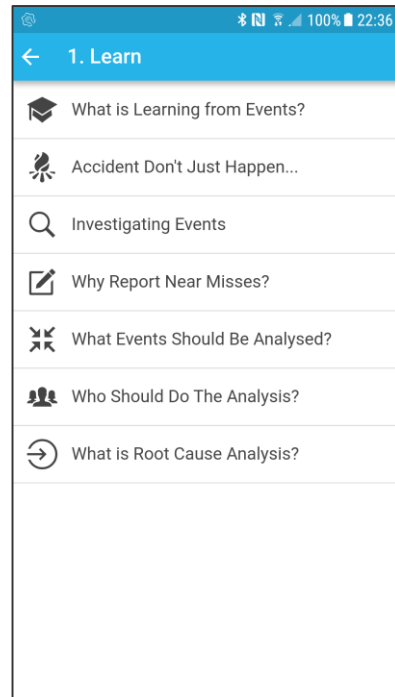 100% 22:36
1. Learn
What is Learning from Events?
Accident Don't Just Happen...
Investigating Events
Why Report Near Misses?
What Events Should Be Analysed?
Who Should Do The Analysis?
What is Root Cause Analysis?